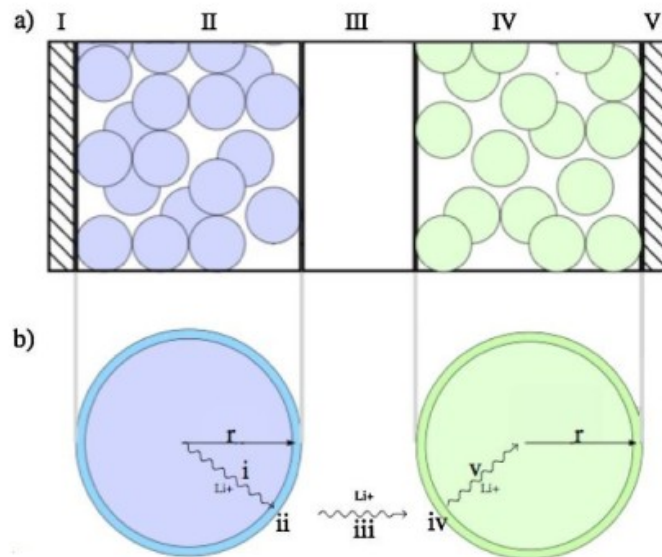 a) I II III IV V
b)
r r
i v
Li+ Li+ Li+
ii iii iv